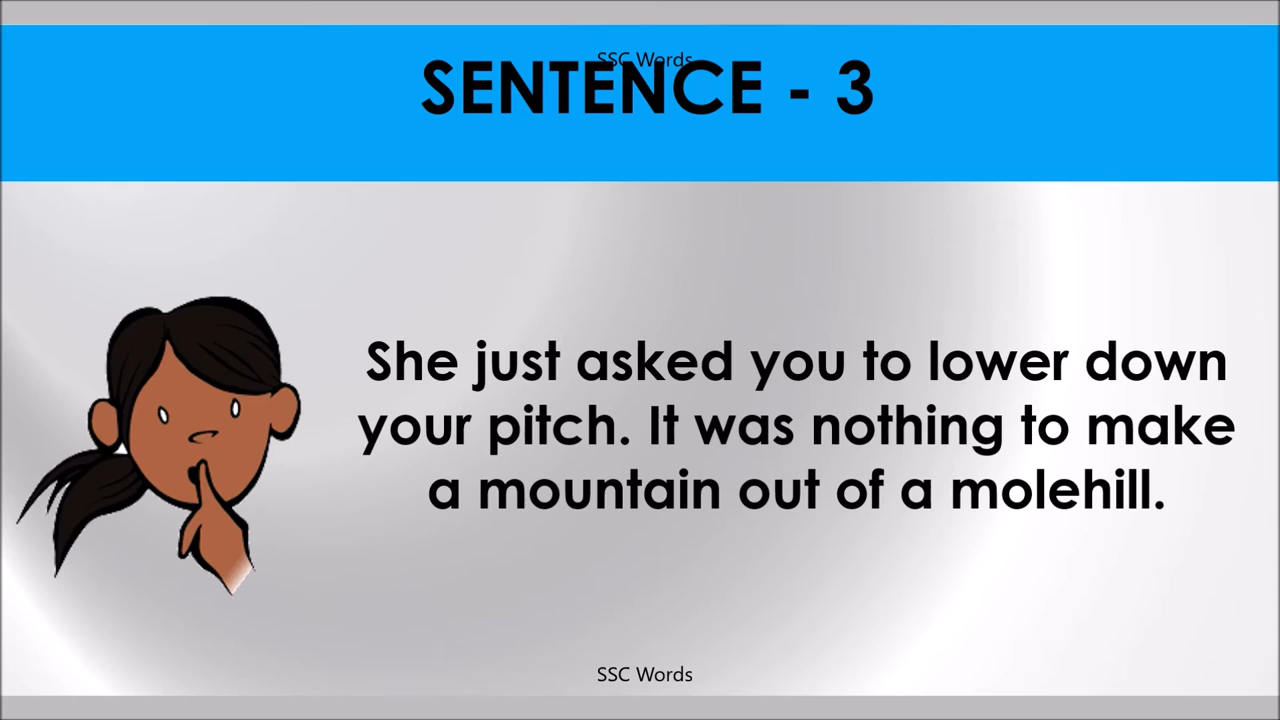 SSC Words
SENTENCE - 3
She just asked you to lower down
your pitch. It was nothing to make
a mountain out of a molehill.
SSC Words